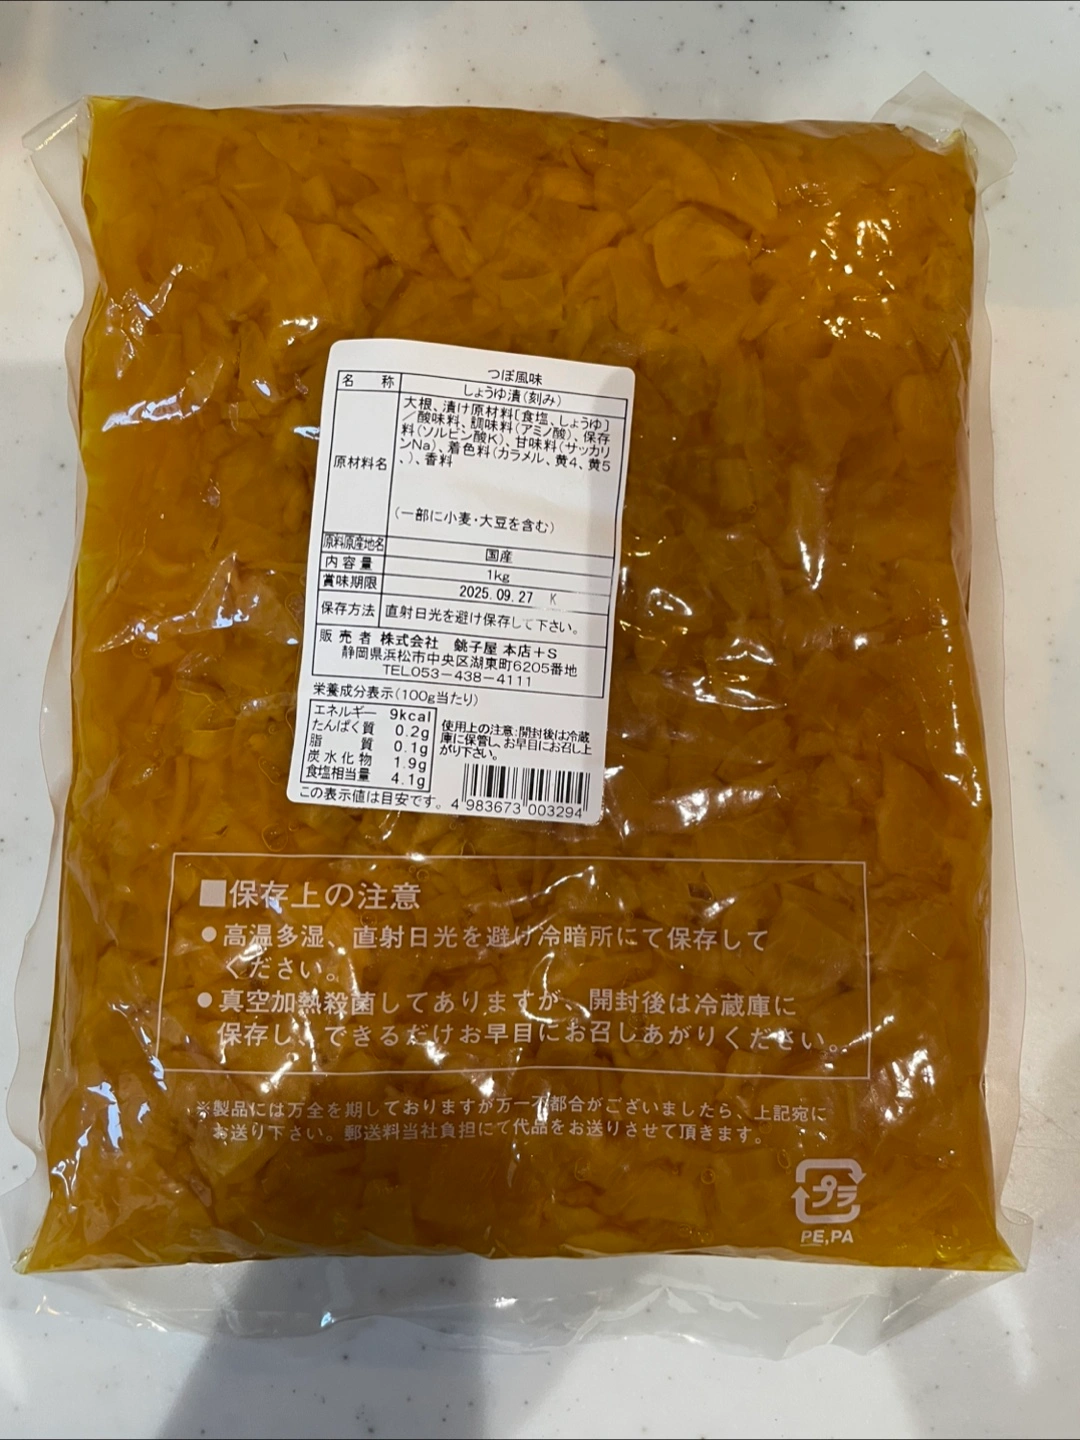 つぼ風味
名 称 しょうゆ漬(刻み)
原材料名 大根、漬け原材料[食塩、しょうゆ]
/酸味料、調味料(アミノ酸)、保存
料(ソルビン酸K)、甘味料(サッカリ
ンNa)、着色料(カラメル、黄4、黄5
、)、香料
(一部に小麦・大豆を含む)
原料原産地名 国産
内容量 1kg
賞味期限 2025.09.27 K
保存方法 直射日光を避け保存して下さい。
販売者 株式会社 銚子屋 本店+S
静岡県浜松市中央区湖東町6205番地
TEL053-438-4111
栄養成分表示(100g当たり)
エネルギー 9kcal
たんぱく質 0.2g
脂 質 0.1g
炭水化物 1.9g
食塩相当量 4.1g
この表示値は目安です。
使用上の注意:開封後は冷蔵
庫に保管し、お早目にお召し上
がり下さい。
4 983673 003294
■保存上の注意
●高温多湿、直射日光を避け冷暗所にて保存して
ください。
●真空加熱殺菌してありますが、開封後は冷蔵庫に
保存し、できるだけお早目にお召しあがりください。
※製品には万全を期しておりますが万一不都合がございましたら、上記宛に
お送り下さい。郵送料当社負担にて代品をお送りさせて頂きます。
プラ
PE,PA